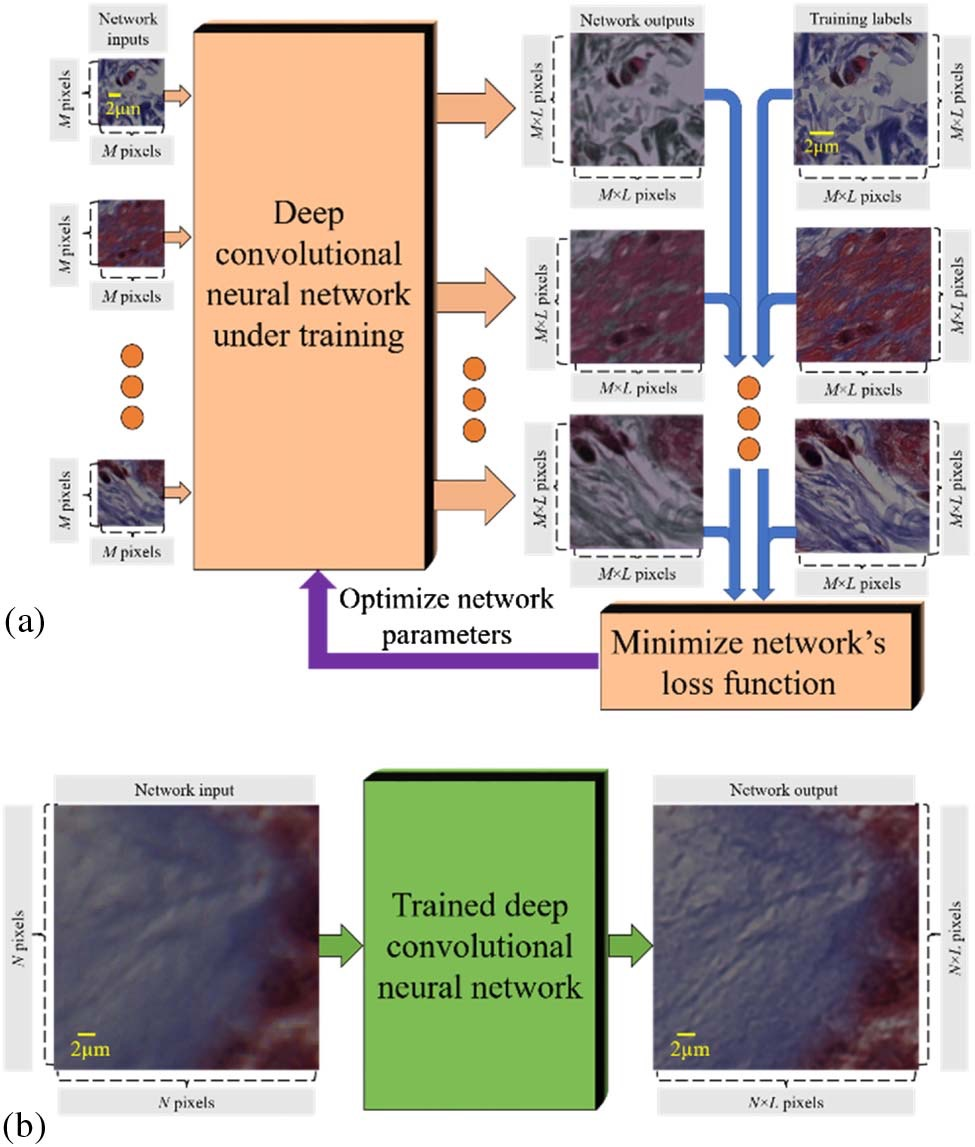 Network
inputs
M pixels
2μm
M pixels
M pixels
M pixels
M pixels
M pixels
Deep
convolutional
neural network
under training
Network outputs
M×L pixels
M×L pixels
M×L pixels
M×L pixels
M×L pixels
M×L pixels
Training labels
2μm
M×L pixels
M×L pixels
M×L pixels
M×L pixels
M×L pixels
M×L pixels
Optimize network
parameters
Minimize network's
loss function
(a)
Network input
N pixels
2μm
N pixels
Trained deep
convolutional
neural network
Network output
2μm
N×L pixels
N×L pixels
(b)